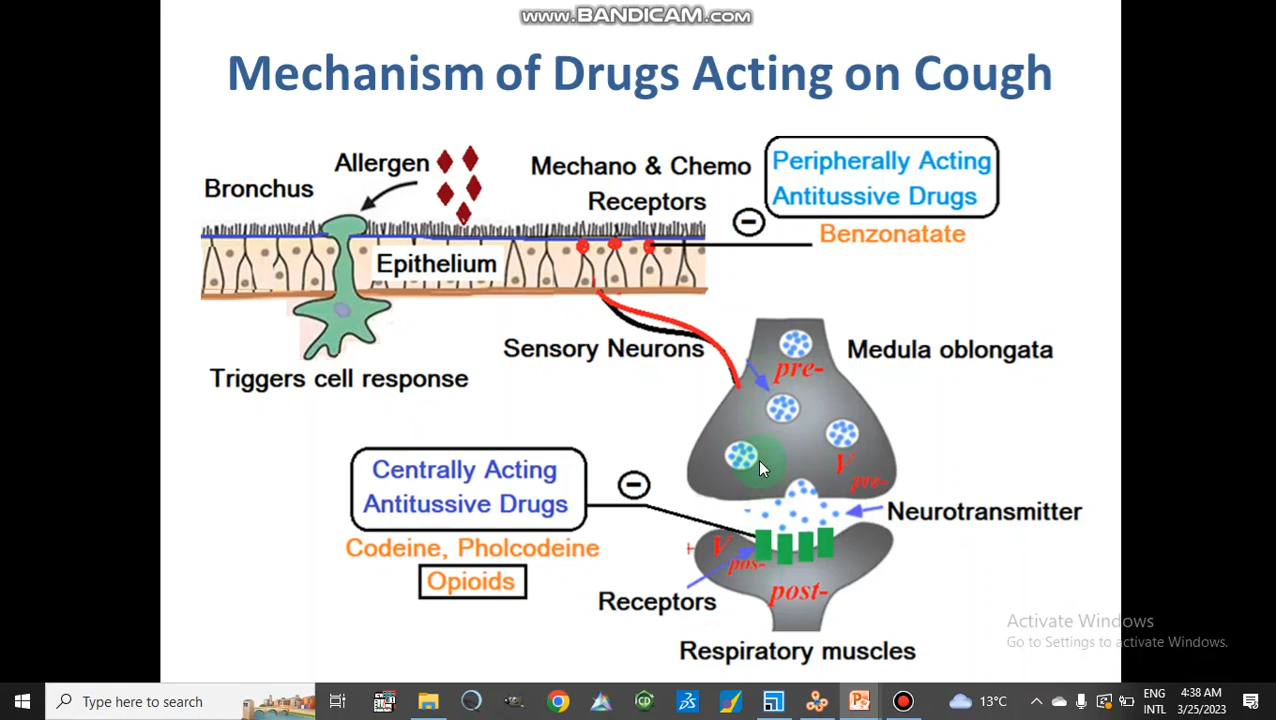 www.BANDICAM.com
Mechanism of Drugs Acting on Cough
Allergen
Bronchus
Mechano & Chemo
Receptors
Peripherally Acting
Antitussive Drugs
Benzonatate
Epithelium
Sensory Neurons
Triggers cell response
Medula oblongata
pre-
V pre-
Neurotransmitter
Centrally Acting
Antitussive Drugs
Codeine, Pholcodeine
Opioids
+ V pos-
post-
Receptors
Respiratory muscles
Activate Windows
Go to Settings to activate Windows.
Type here to search
13°C
ENG
INTL
4:38 AM
3/25/2023